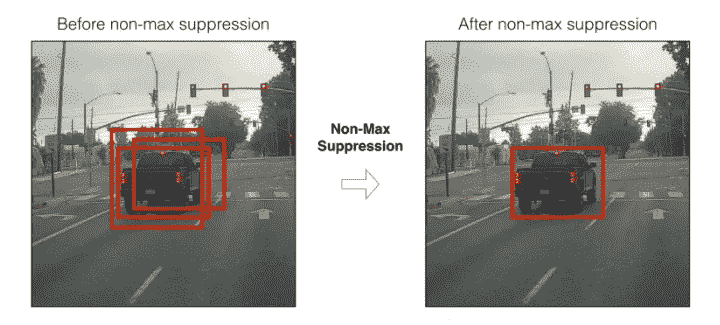 Before non-max suppression
After non-max suppression
Non-Max
Suppression